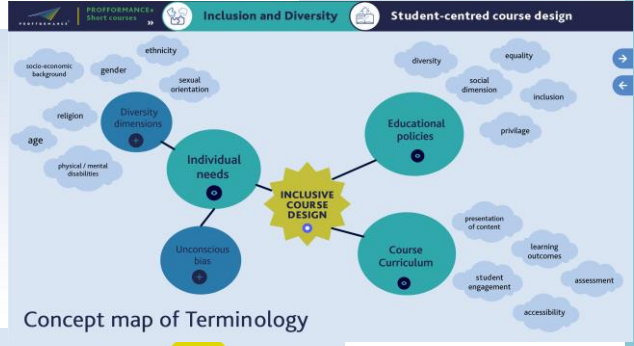 PROFFORMANCE
PROFFORMANCE+
Short courses
»
Inclusion and Diversity
Student-centred course design
socio-economic
background
gender
ethnicity
sexual
orientation
religion
age
physical / mental
disabilities
Diversity
dimensions
Individual
needs
Unconscious
bias
INCLUSIVE
COURSE
DESIGN
Educational
policies
diversity
equality
social
dimension
inclusion
privilage
Course
Curriculum
presentation
of content
learning
outcomes
student
engagement
assessment
accessibility
Concept map of Terminology